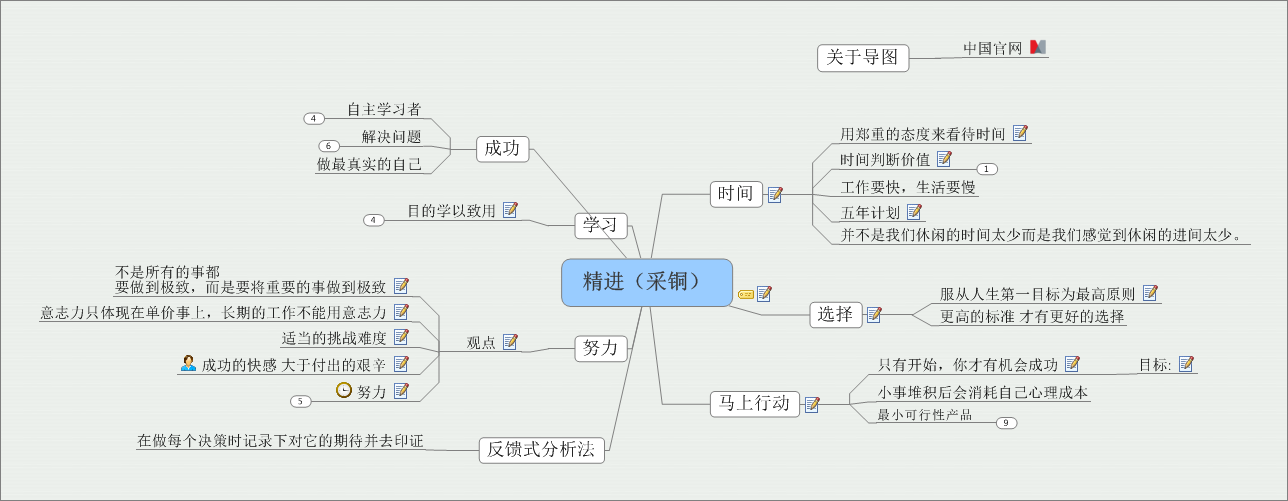 关于导图
中国官网
自主学习者
4
解决问题
6
做最真实的自己
成功
目的学以致用
4
学习
用郑重的态度来看待时间
时间判断价值
1
工作要快，生活要慢
五年计划
并不是我们休闲的时间太少而是我们感觉到休闲的进间太少。
时间
精进（采铜）
不是所有的事都
要做到极致，而是要将重要的事做到极致
意志力只体现在单价事上，长期的工作不能用意志力
适当的挑战难度
成功的快感 大于付出的艰辛
努力
5
观点
努力
选择
服从人生第一目标为最高原则
更高的标准 才有更好的选择
马上行动
只有开始，你才有机会成功
目标:
小事堆积后会消耗自己心理成本
最小可行性产品
9
在做每个决策时记录下对它的期待并去印证
反馈式分析法